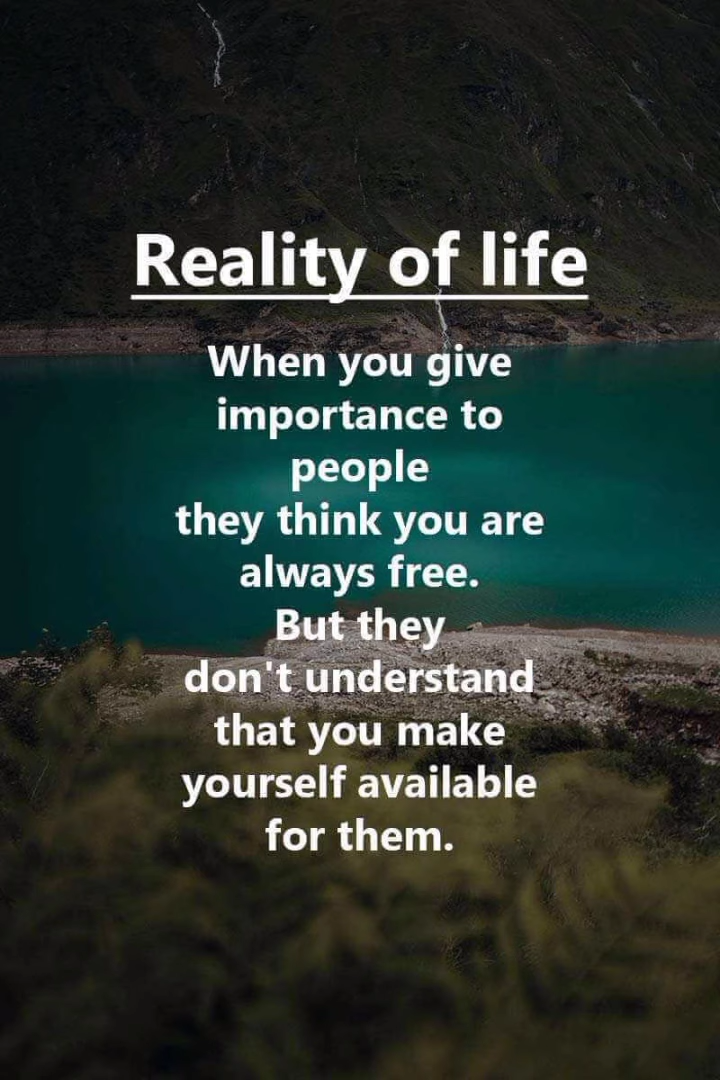 Reality of life
When you give
importance to
people
they think you are
always free.
But they
don't understand
that you make
yourself available
for them.